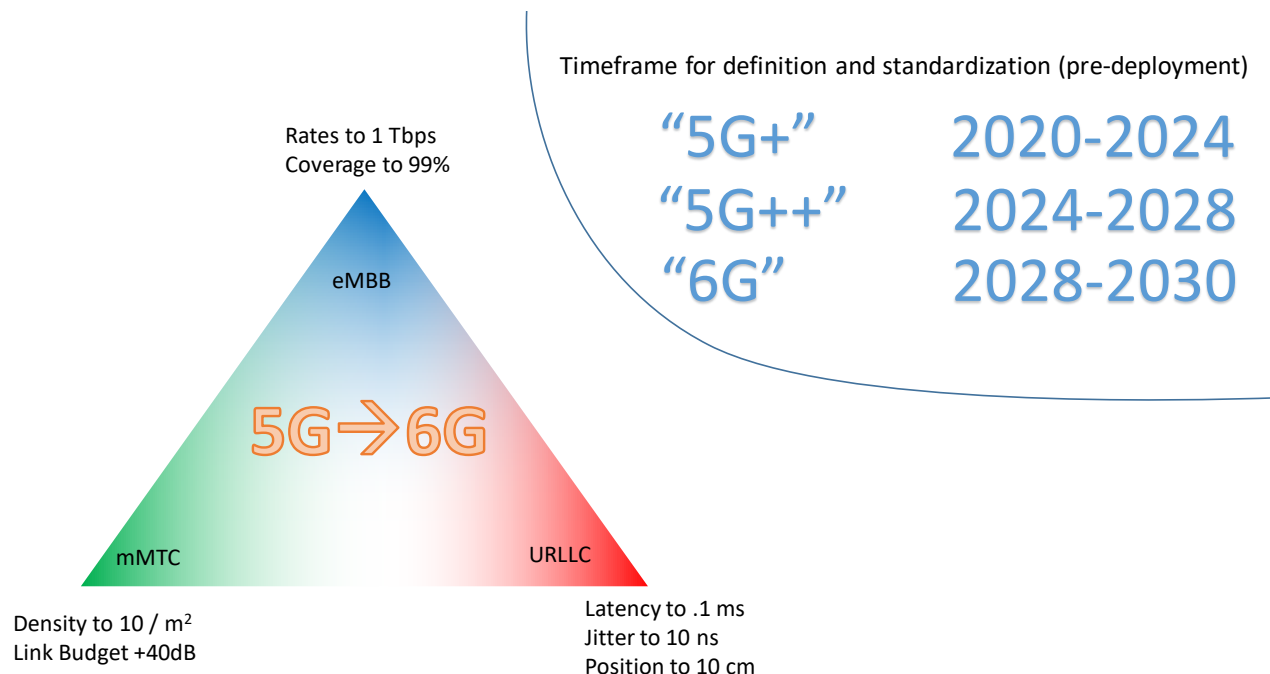 Timeframe for definition and standardization (pre-deployment)
“5G+” 2020-2024
“5G++” 2024-2028
“6G” 2028-2030
Rates to 1 Tbps
Coverage to 99%
eMBB
5G→6G
mMTC
URLLC
Density to 10 / m²
Link Budget +40dB
Latency to .1 ms
Jitter to 10 ns
Position to 10 cm